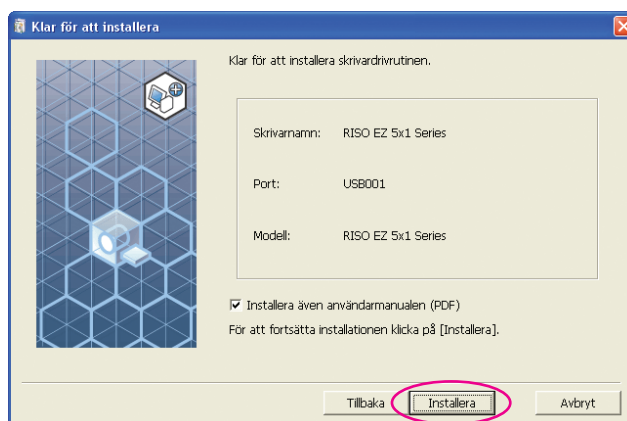 Klar för att installera
Klar för att installera skrivardrivrutinen.
Skrivarnamn: RISO EZ 5x1 Series
Port: USB001
Modell: RISO EZ 5x1 Series
Installera även användarmanualen (PDF)
För att fortsätta installationen klicka på [Installera].
Tillbaka Installera Avbryt